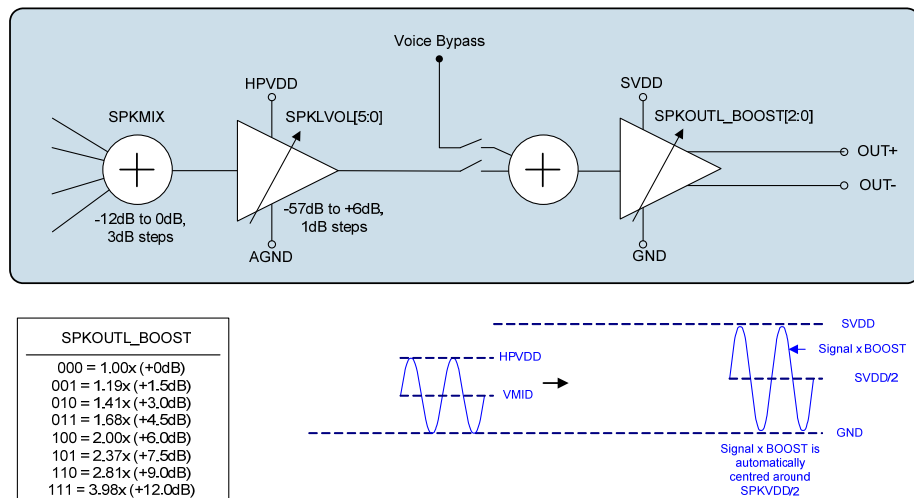 Voice Bypass
HPVDD
SVDD
SPKMIX
SPKLVOL[5:0]
SPKOUTL_BOOST[2:0]
OUT+
OUT-
-12dB to 0dB,
3dB steps
-57dB to +6dB,
1dB steps
AGND
GND
SPKOUTL_BOOST
000 = 1.00x (+0dB)
001 = 1.19x (+1.5dB)
010 = 1.41x (+3.0dB)
011 = 1.68x (+4.5dB)
100 = 2.00x (+6.0dB)
101 = 2.37x (+7.5dB)
110 = 2.81x (+9.0dB)
111 = 3.98x (+12.0dB)
HPVDD
VMID
SVDD
Signal x BOOST
SVDD/2
GND
Signal x BOOST is
automatically
centred around
SPKVDD/2